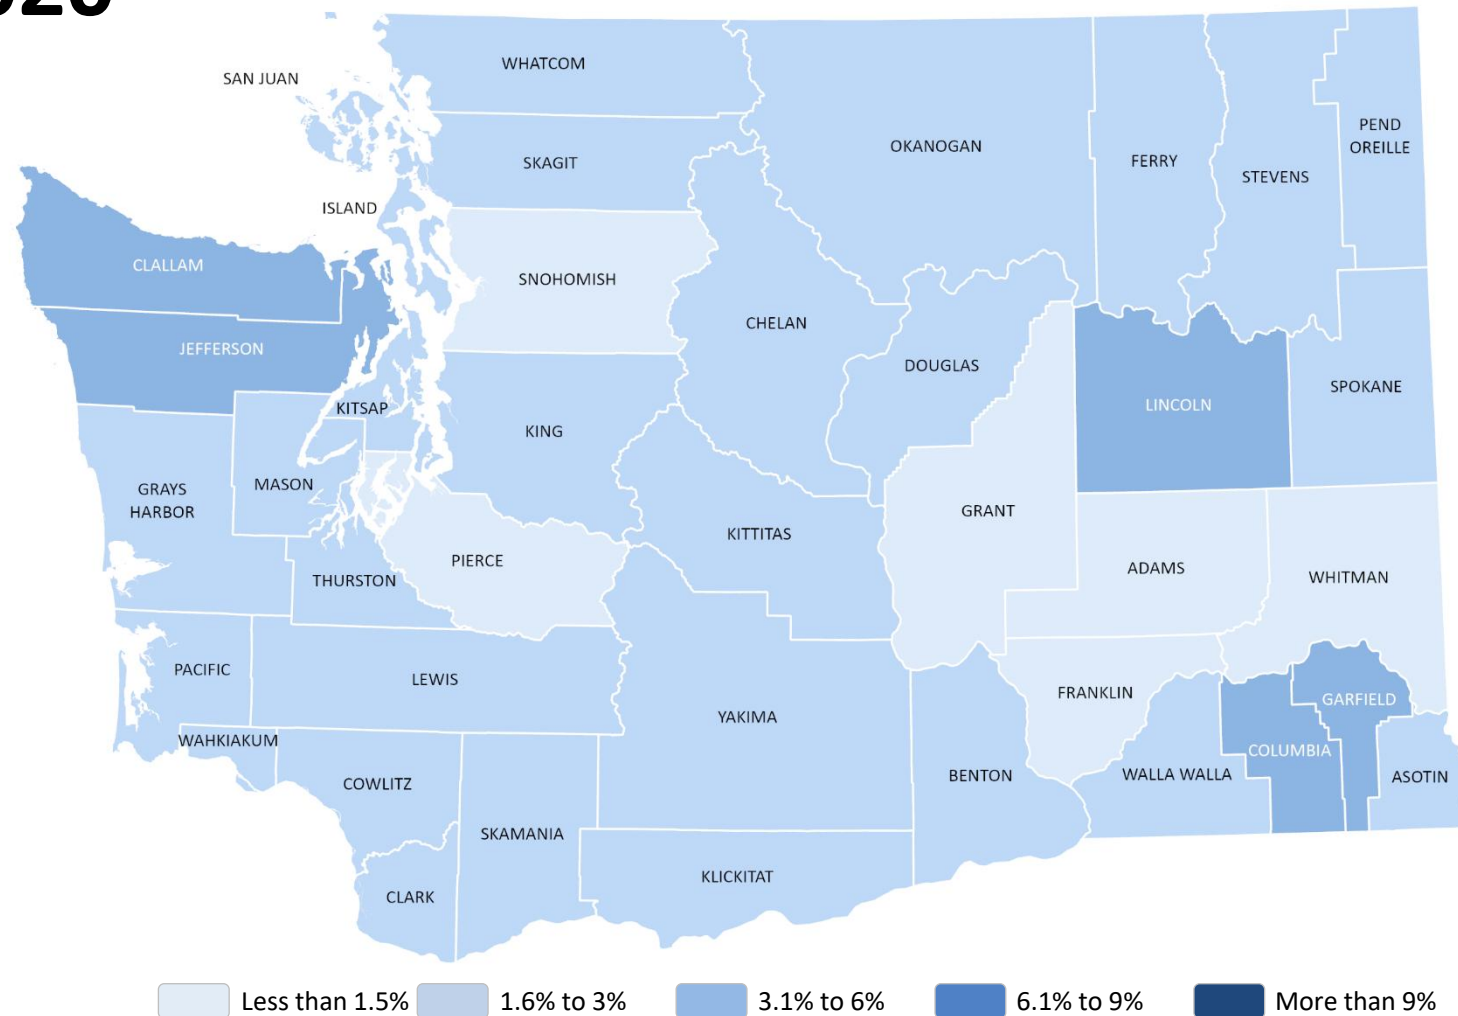 WHATCOM
SAN JUAN
PEND
OREILLE
OKANOGAN
FERRY
SKAGIT
STEVENS
ISLAND
CLALLAM
SNOHOMISH
CHELAN
JEFFERSON
DOUGLAS
SPOKANE
LINCOLN
KITSAP
KING
MASON
GRAYS
HARBOR
GRANT
KITTITAS
PIERCE
ADAMS
WHITMAN
THURSTON
PACIFIC
LEWIS
FRANKLIN
GARFIELD
YAKIMA
WAHKIAKUM
COLUMBIA
BENTON
WALLA WALLA
ASOTIN
COWLITZ
SKAMANIA
KLICKITAT
CLARK
Less than 1.5%
1.6% to 3%
3.1% to 6%
6.1% to 9%
More than 9%